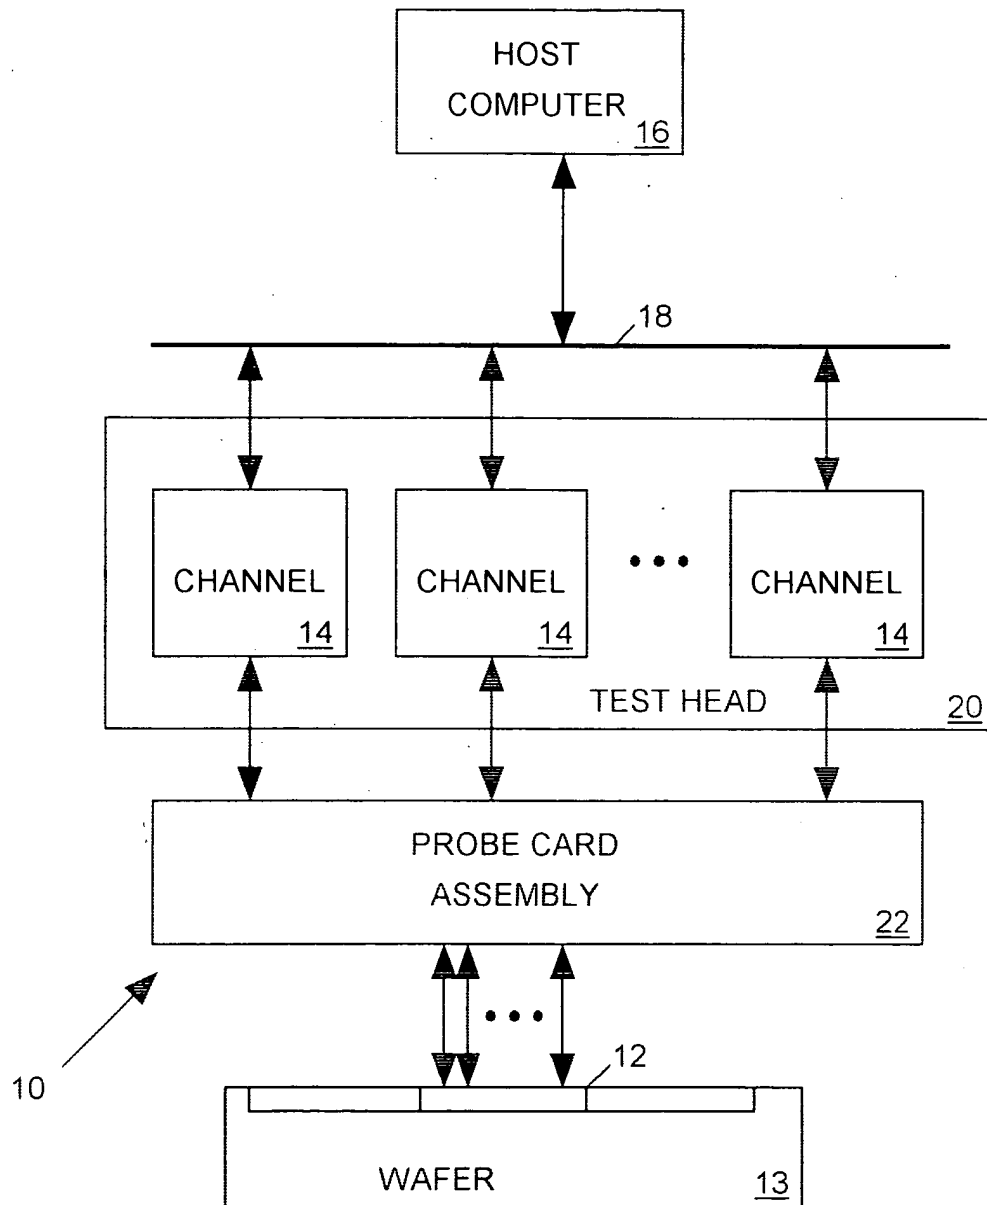 HOST
COMPUTER
16
18
CHANNEL
14
CHANNEL
14
CHANNEL
14
TEST HEAD
20
PROBE CARD
ASSEMBLY
22
10
12
WAFER
13